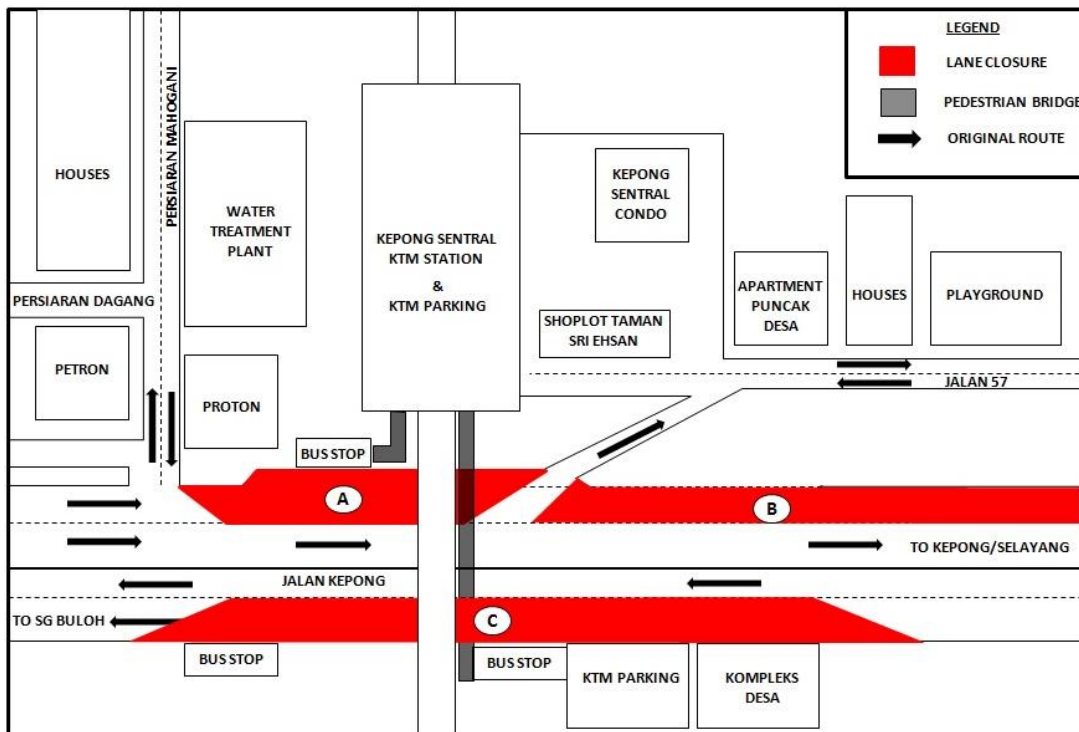 LEGEND
LANE CLOSURE
PEDESTRIAN BRIDGE
ORIGINAL ROUTE
HOUSES
PERSIARAN MAHOGANI
WATER
TREATMENT
PLANT
KEPONG SENTRAL
KTM STATION
&
KTM PARKING
KEPONG
SENTRAL
CONDO
PERSIARAN DAGANG
APARTMENT
PUNCAK
DESA
HOUSES
PLAYGROUND
SHOPLOT TAMAN
SRI EHSAN
PETRON
PROTON
JALAN 57
BUS STOP
A
B
TO KEPONG/SELAYANG
JALAN KEPONG
TO SG BULOH
C
BUS STOP
BUS STOP
KTM PARKING
KOMPLEKS
DESA